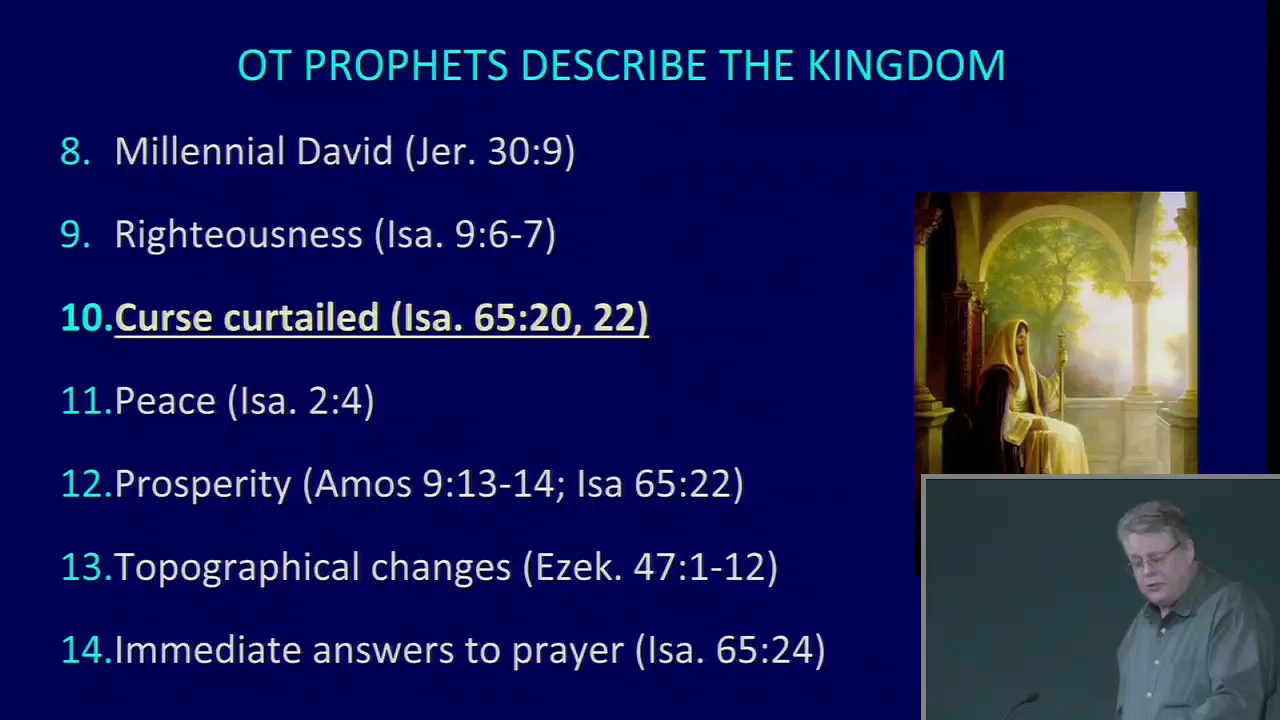 OT PROPHETS DESCRIBE THE KINGDOM
8. Millennial David (Jer. 30:9)
9. Righteousness (Isa. 9:6-7)
10. Curse curtailed (Isa. 65:20, 22)
11. Peace (Isa. 2:4)
12. Prosperity (Amos 9:13-14; Isa 65:22)
13. Topographical changes (Ezek. 47:1-12)
14. Immediate answers to prayer (Isa. 65:24)